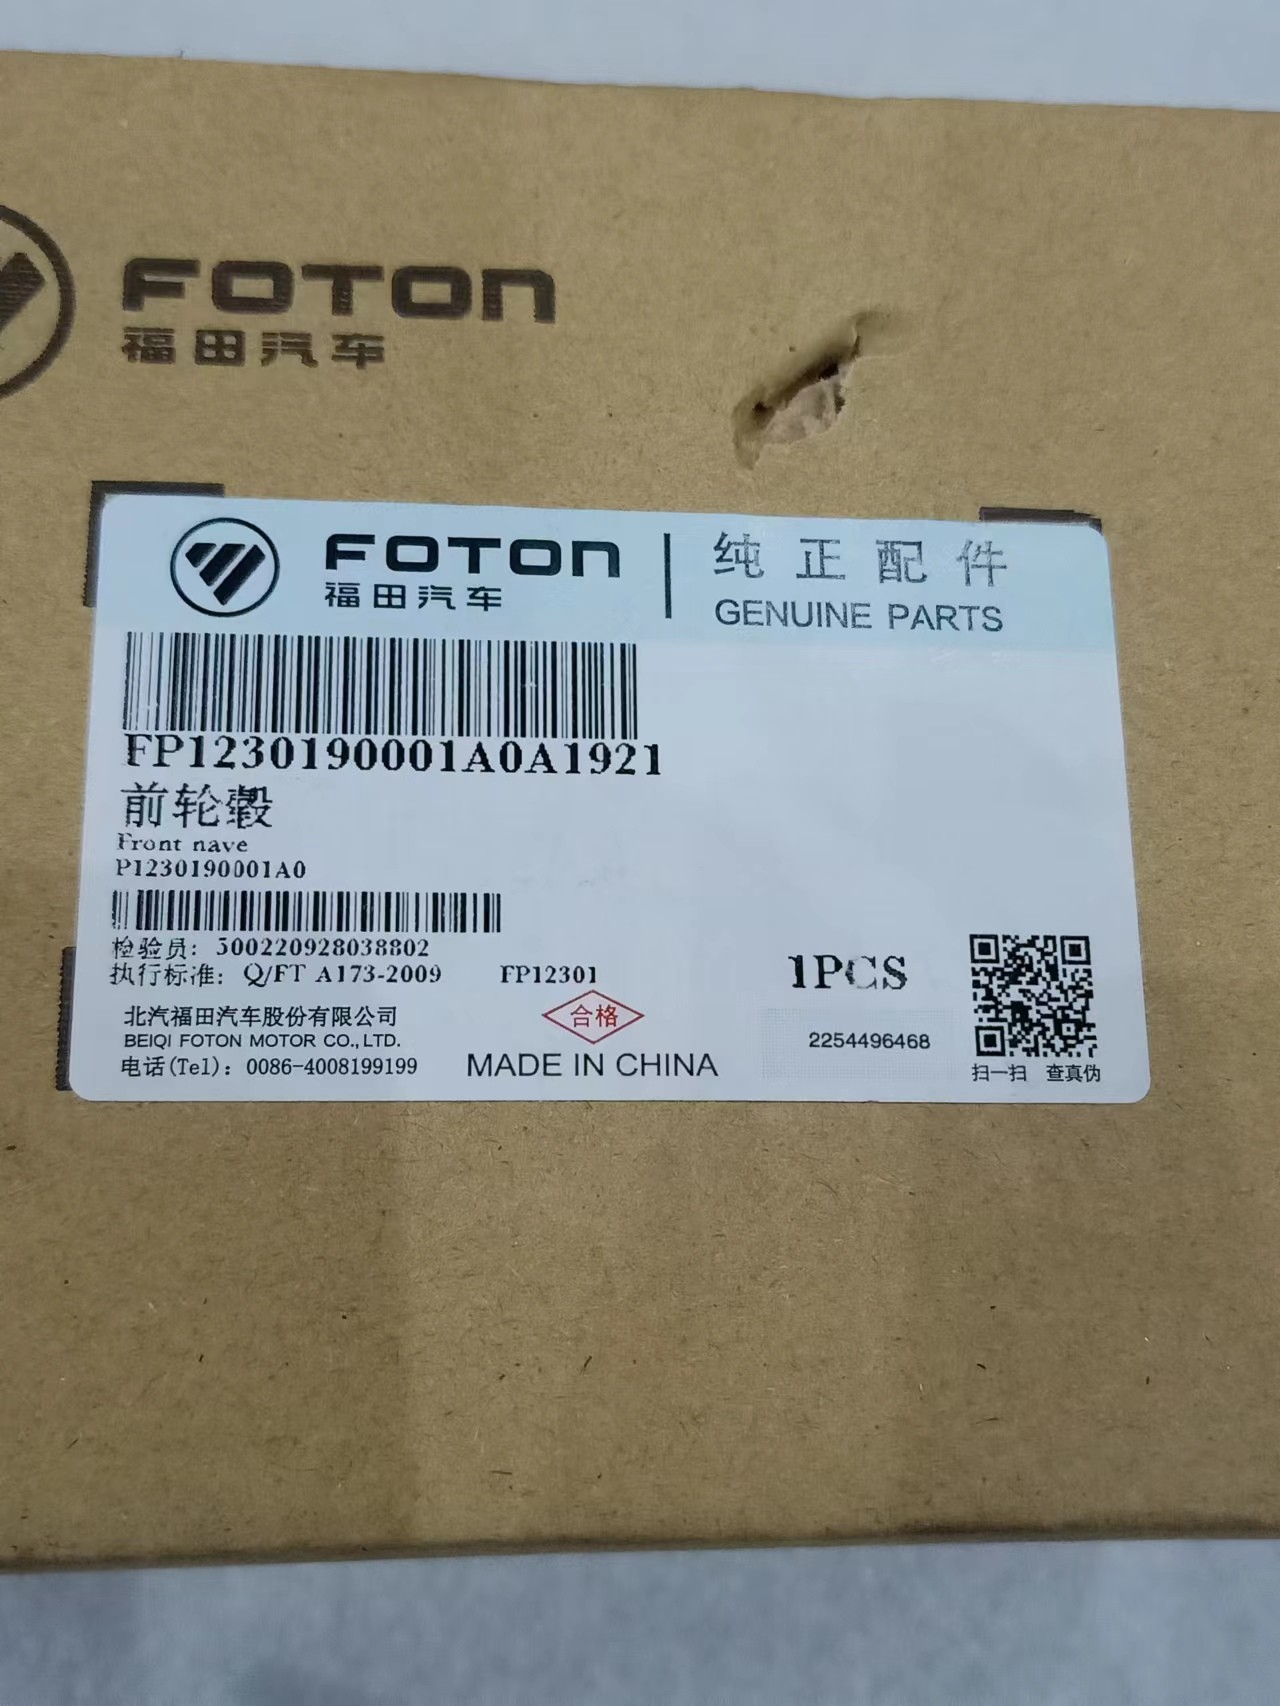 FOTON
福田汽车
FOTON
福田汽车
纯正配件
GENUINE PARTS
FP1230190001A0A1921
前轮毂
Front nave
P1230190001A0
检验员: 300220928038802
执行标准: Q/FT A173-2009 FP12301
1PCS
北汽福田汽车股份有限公司
BEIQI FOTON MOTOR CO.,LTD.
电话(Tel): 0086-4008199199
合格
MADE IN CHINA
2254496468
扫一扫 查真伪